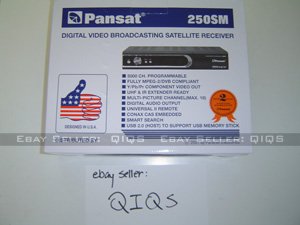 Pansat 250SM
DIGITAL VIDEO BROADCASTING SATELLITE RECEIVER
5000 CH. PROGRAMMABLE
FULLY MPEG-2/DVB COMPLIANT
Y/Pb/Pr COMPONENT VIDEO OUT
UHF & IR EXTENDER READY
MULTI-PICTURE CHANNEL(MAX. 16)
DIGITAL AUDIO OUTPUT
UNIVERSAL II REMOTE
CONAX CAS EMBEDDED
SMART SEARCH
USB 2.0 (HOST) TO SUPPORT USB MEMORY STICK
2
DESIGNED IN U.S.A.
Ebay Seller: QIQS Ebay Seller: QIQS
ebay seller:
QIQS